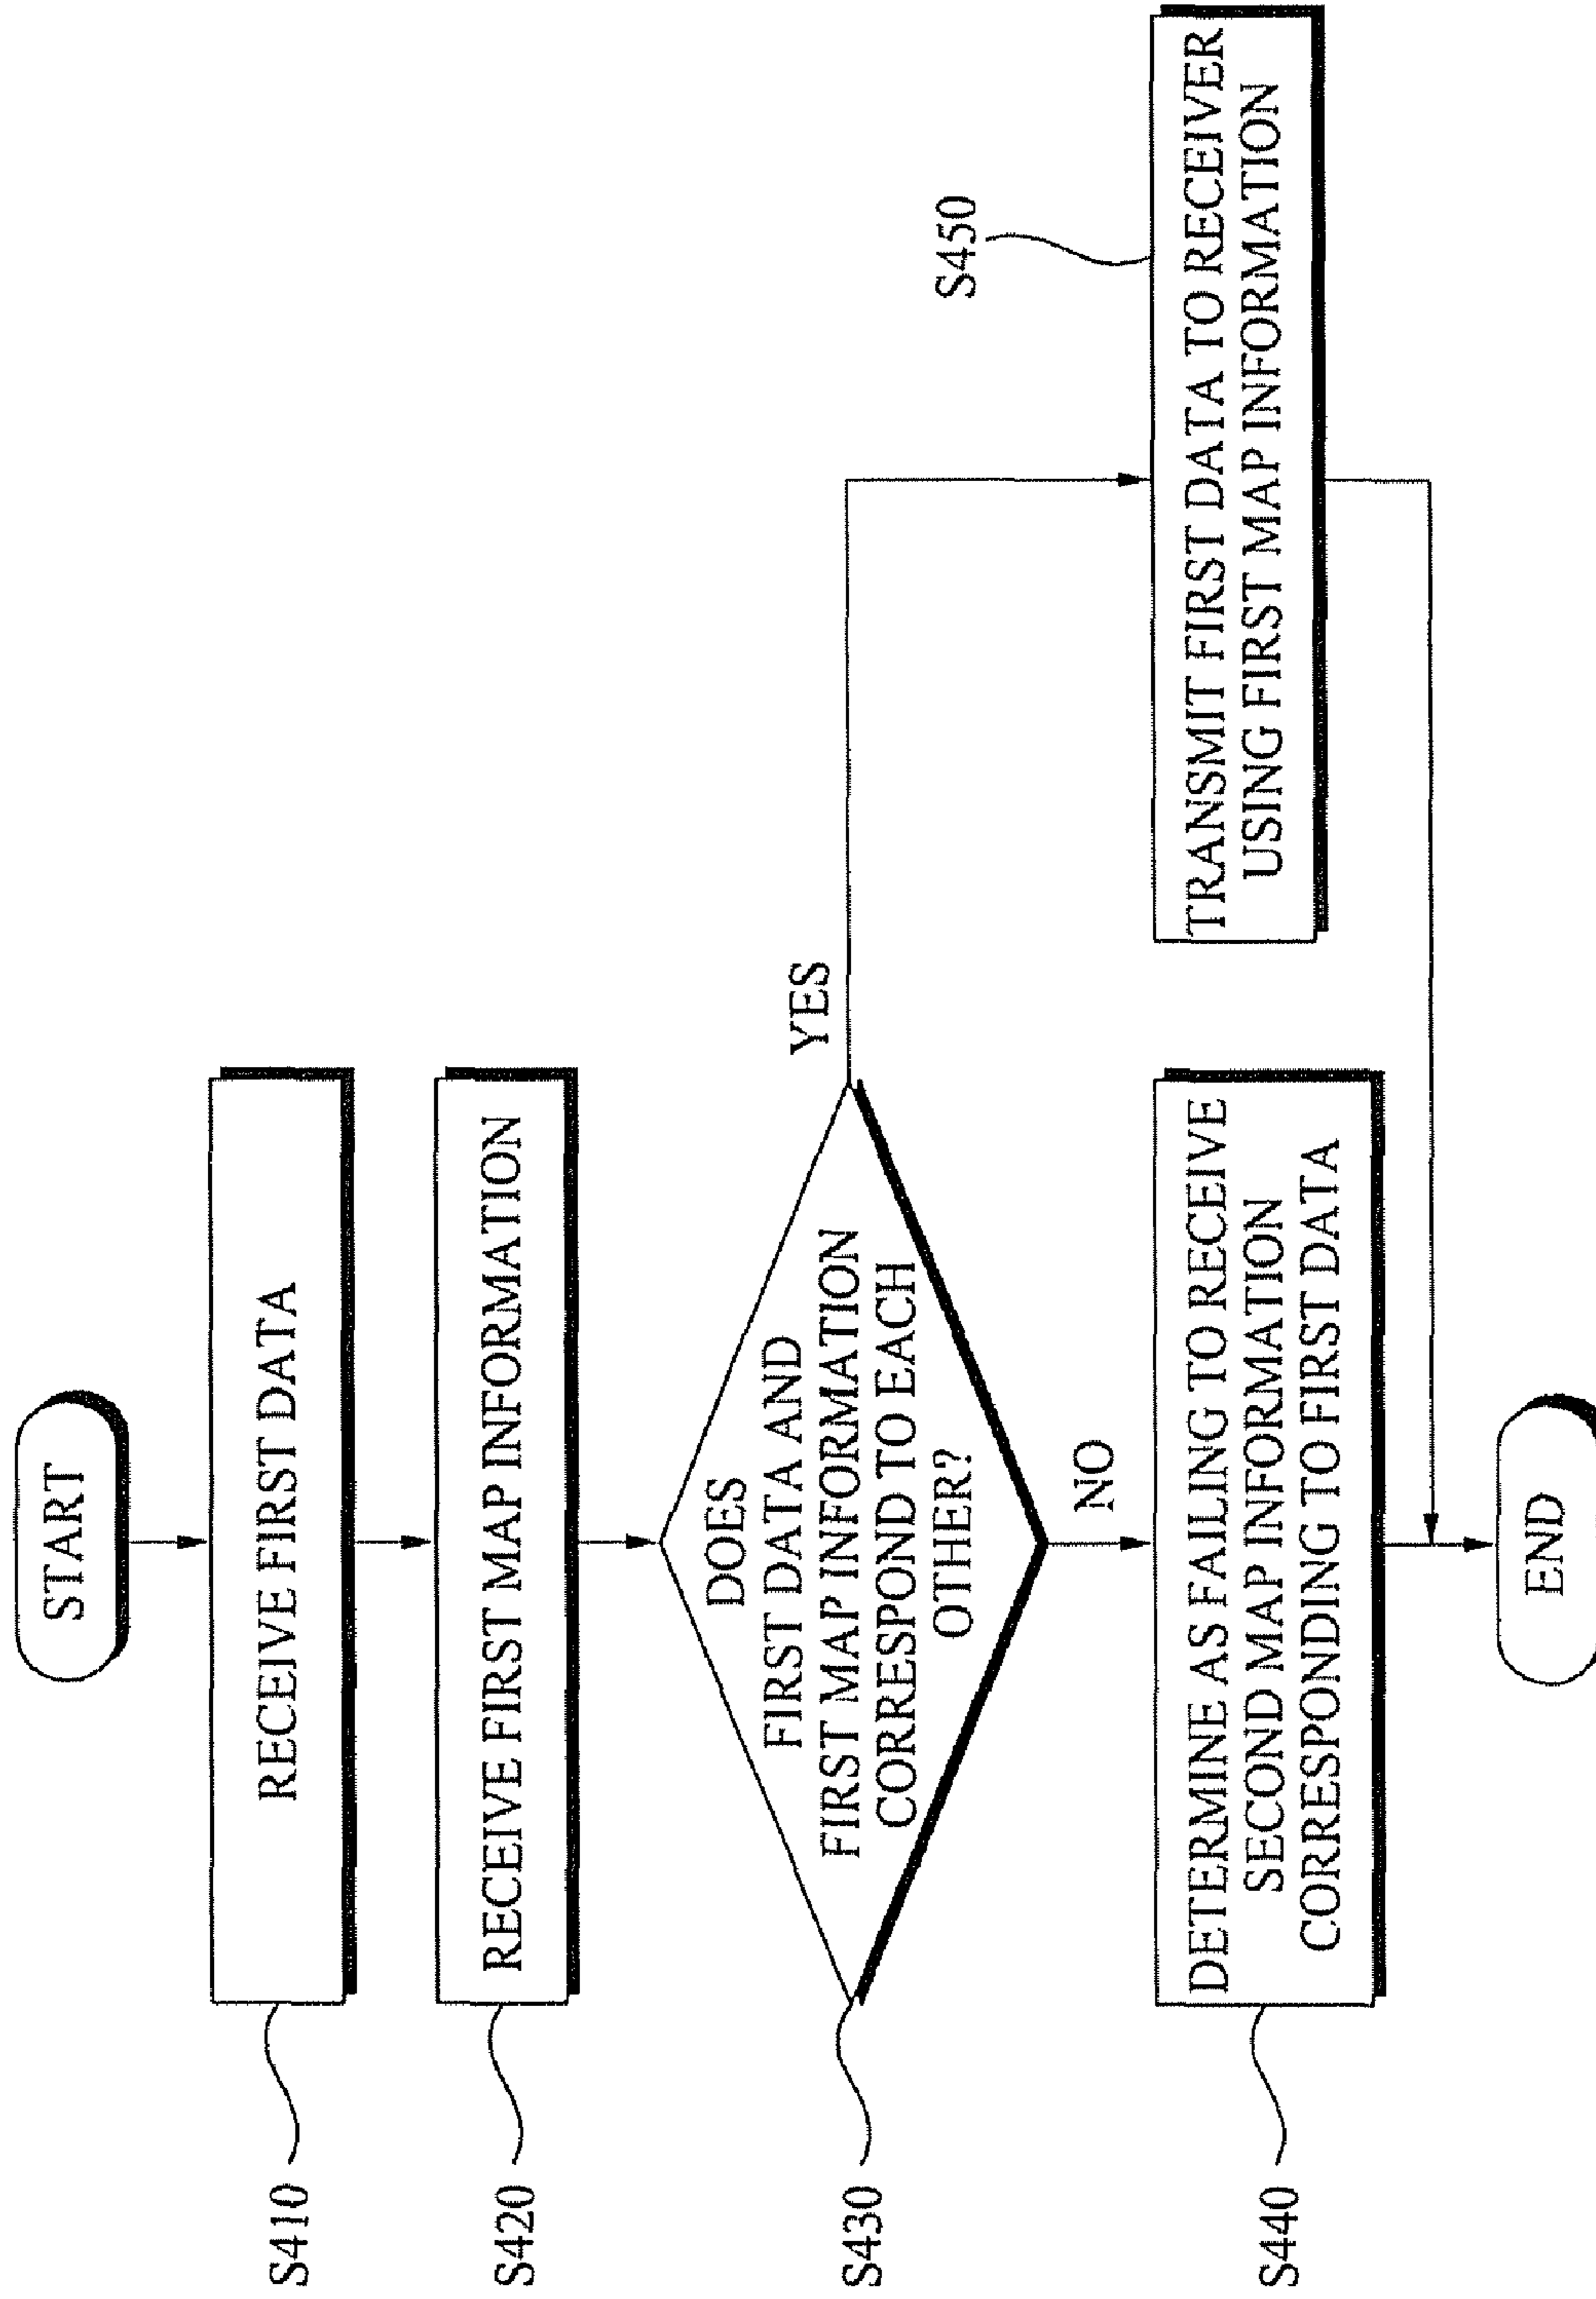 START
S410
RECEIVE FIRST DATA
S420
RECEIVE FIRST MAP INFORMATION
S430
DOES
FIRST DATA AND
FIRST MAP INFORMATION
CORRESPOND TO EACH
OTHER?
YES
NO
S440
DETERMINE AS FAILING TO RECEIVE
SECOND MAP INFORMATION
CORRESPONDING TO FIRST DATA
S450
TRANSMIT FIRST DATA TO RECEIVER
USING FIRST MAP INFORMATION
END